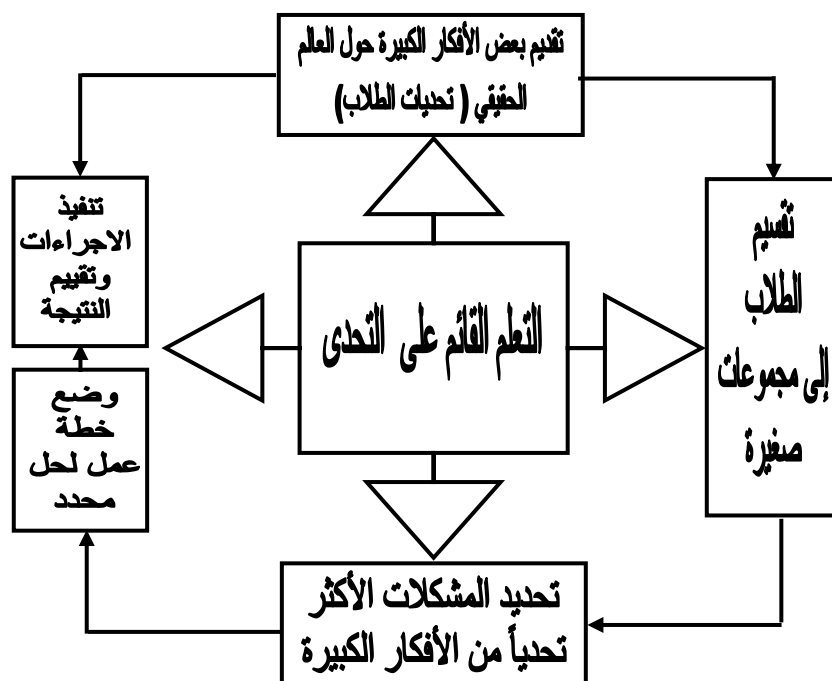 تقديم بعض الأفكار الكبيرة حول العالم
الحقيقي ( تحديات الطلاب)
تقسيم
الطلاب
إلى مجموعات
صغيرة
تنفيذ
الاجراءات
وتقييم
النتيجة
التعلم القائم على التحدى
وضع
خطة
عمل لحل
محدد
تحديد المشكلات الأكثر
تحدياً من الأفكار الكبيرة